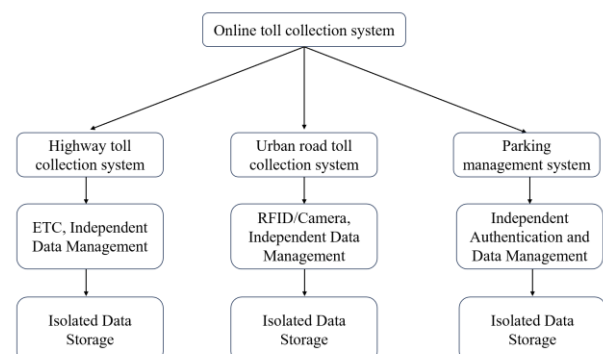 Online toll collection system
Highway toll
collection system
Urban road toll
collection system
Parking
management system
ETC, Independent
Data Management
RFID/Camera,
Independent Data
Management
Independent
Authentication and
Data Management
Isolated Data
Storage
Isolated Data
Storage
Isolated Data
Storage